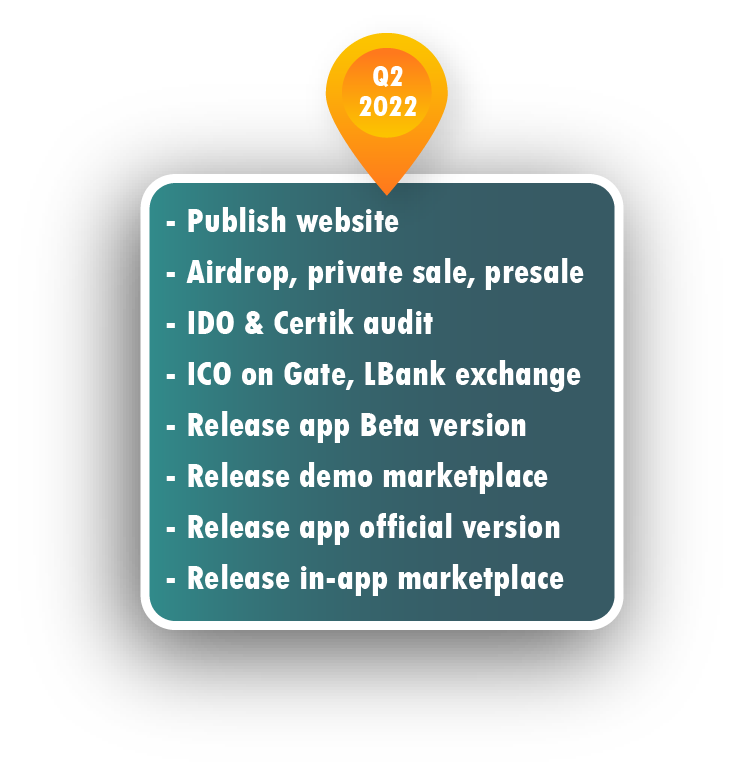 Q2
2022
- Publish website
- Airdrop, private sale, presale
- IDO & Certik audit
- ICO on Gate, LBank exchange
- Release app Beta version
- Release demo marketplace
- Release app official version
- Release in-app marketplace